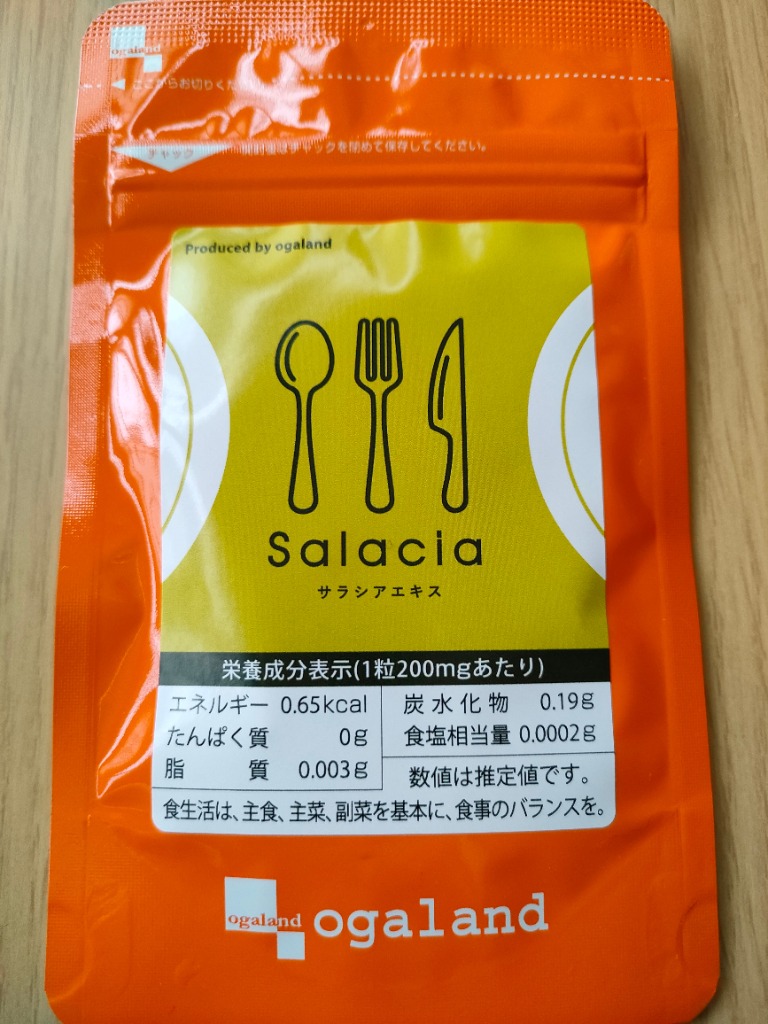 ogaland
ここからお切りくだ
チャック
はチャックを閉めて保存してください。
Produced by ogaland
Salacia
サラシアエキス
栄養成分表示(1粒200mgあたり)
エネルギー 0.65kcal
たんぱく質 0g
脂質 0.003g
炭水化物 0.19g
食塩相当量 0.0002g
数値は推定値です。
食生活は、主食、主菜、副菜を基本に、食事のバランスを。
ogaland ogaland